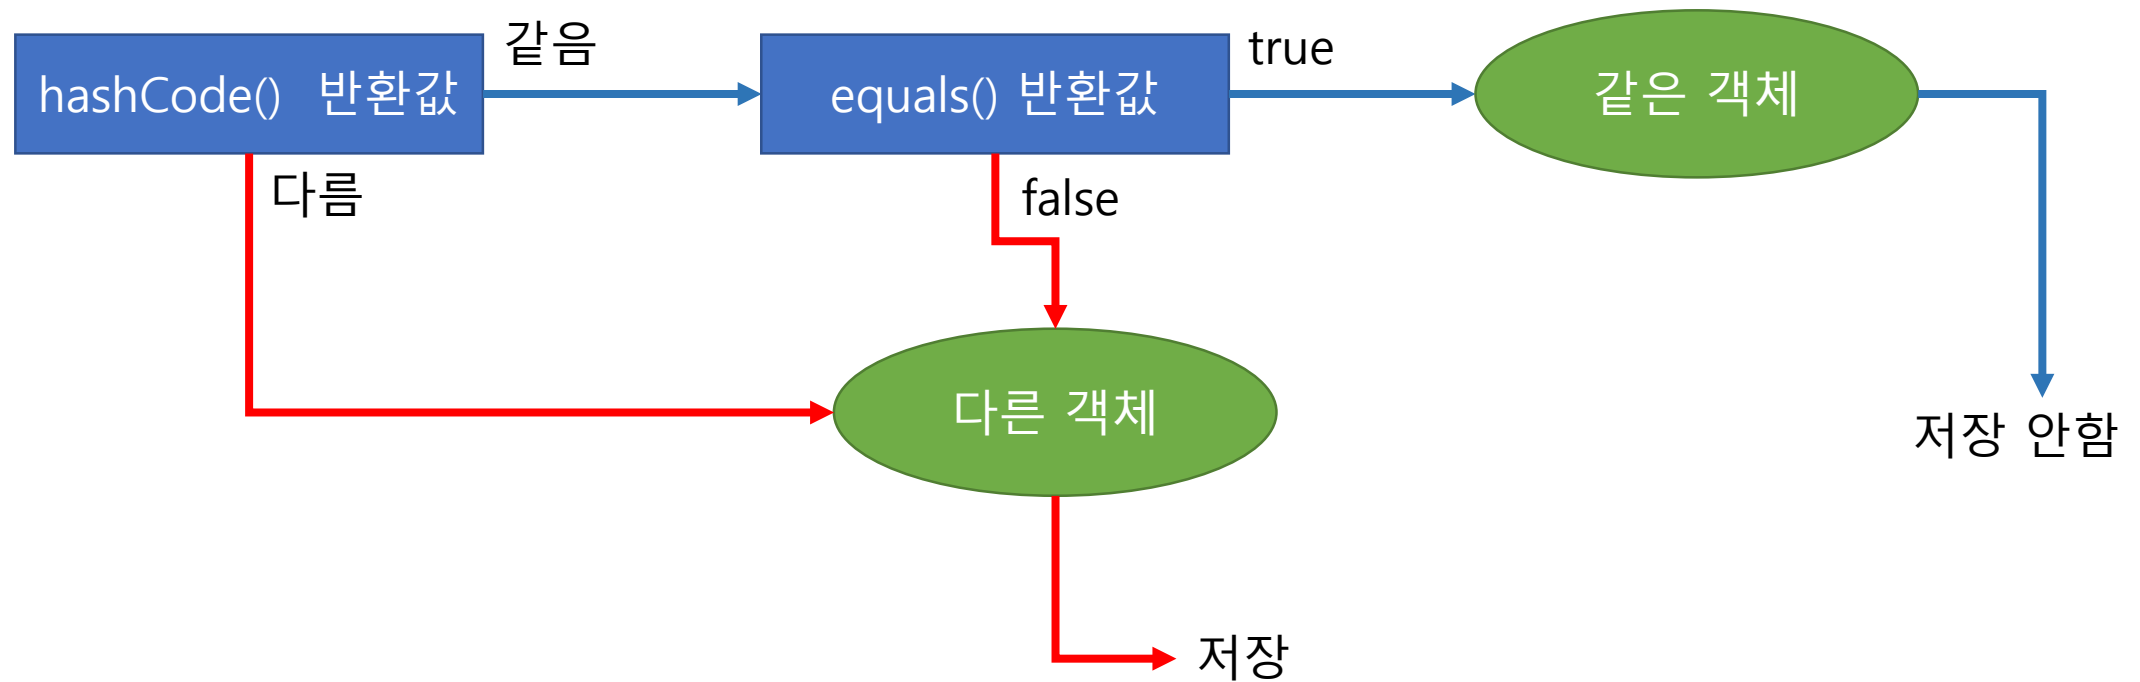 hashCode() 반환값
같음
equals() 반환값
true
같은 객체
다름
false
다른 객체
저장 안함
저장